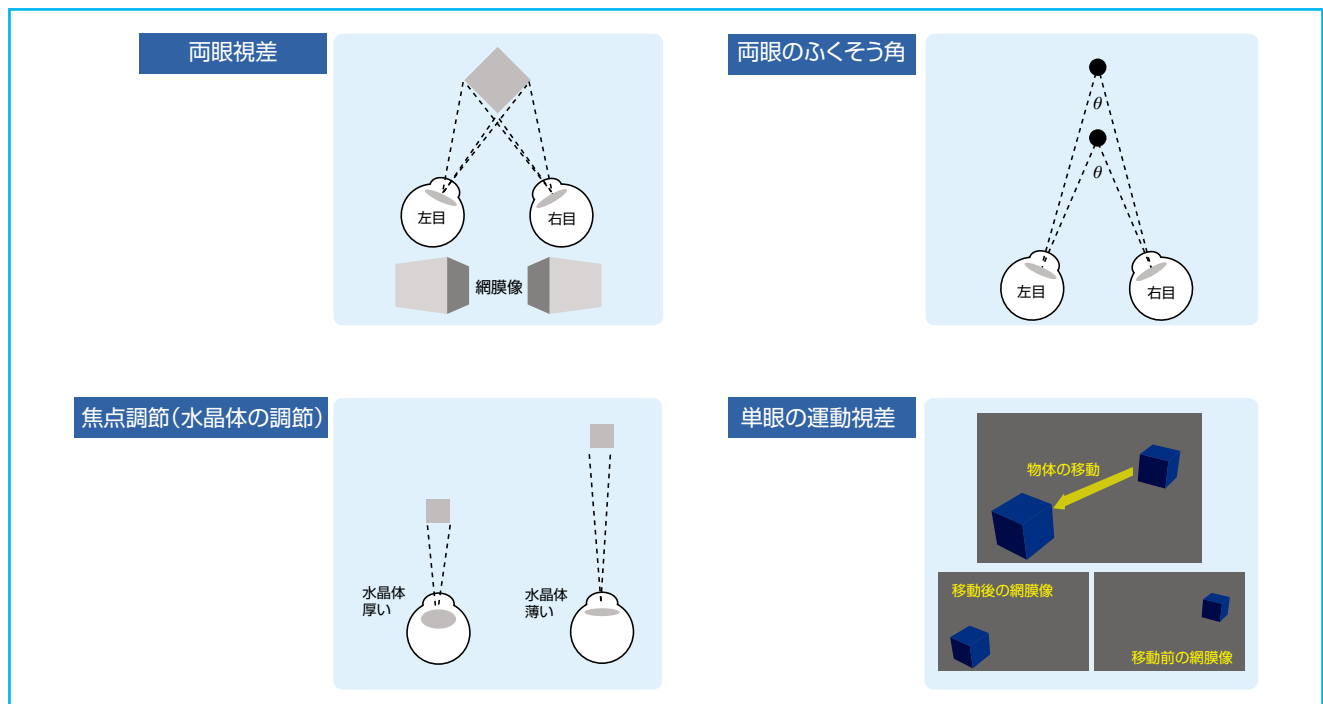 両眼視差
左目
右目
網膜像
両眼のふくそう角
θ
θ
左目
右目
焦点調節(水晶体の調節)
水晶体
厚い
水晶体
薄い
単眼の運動視差
物体の移動
移動後の網膜像
移動前の網膜像